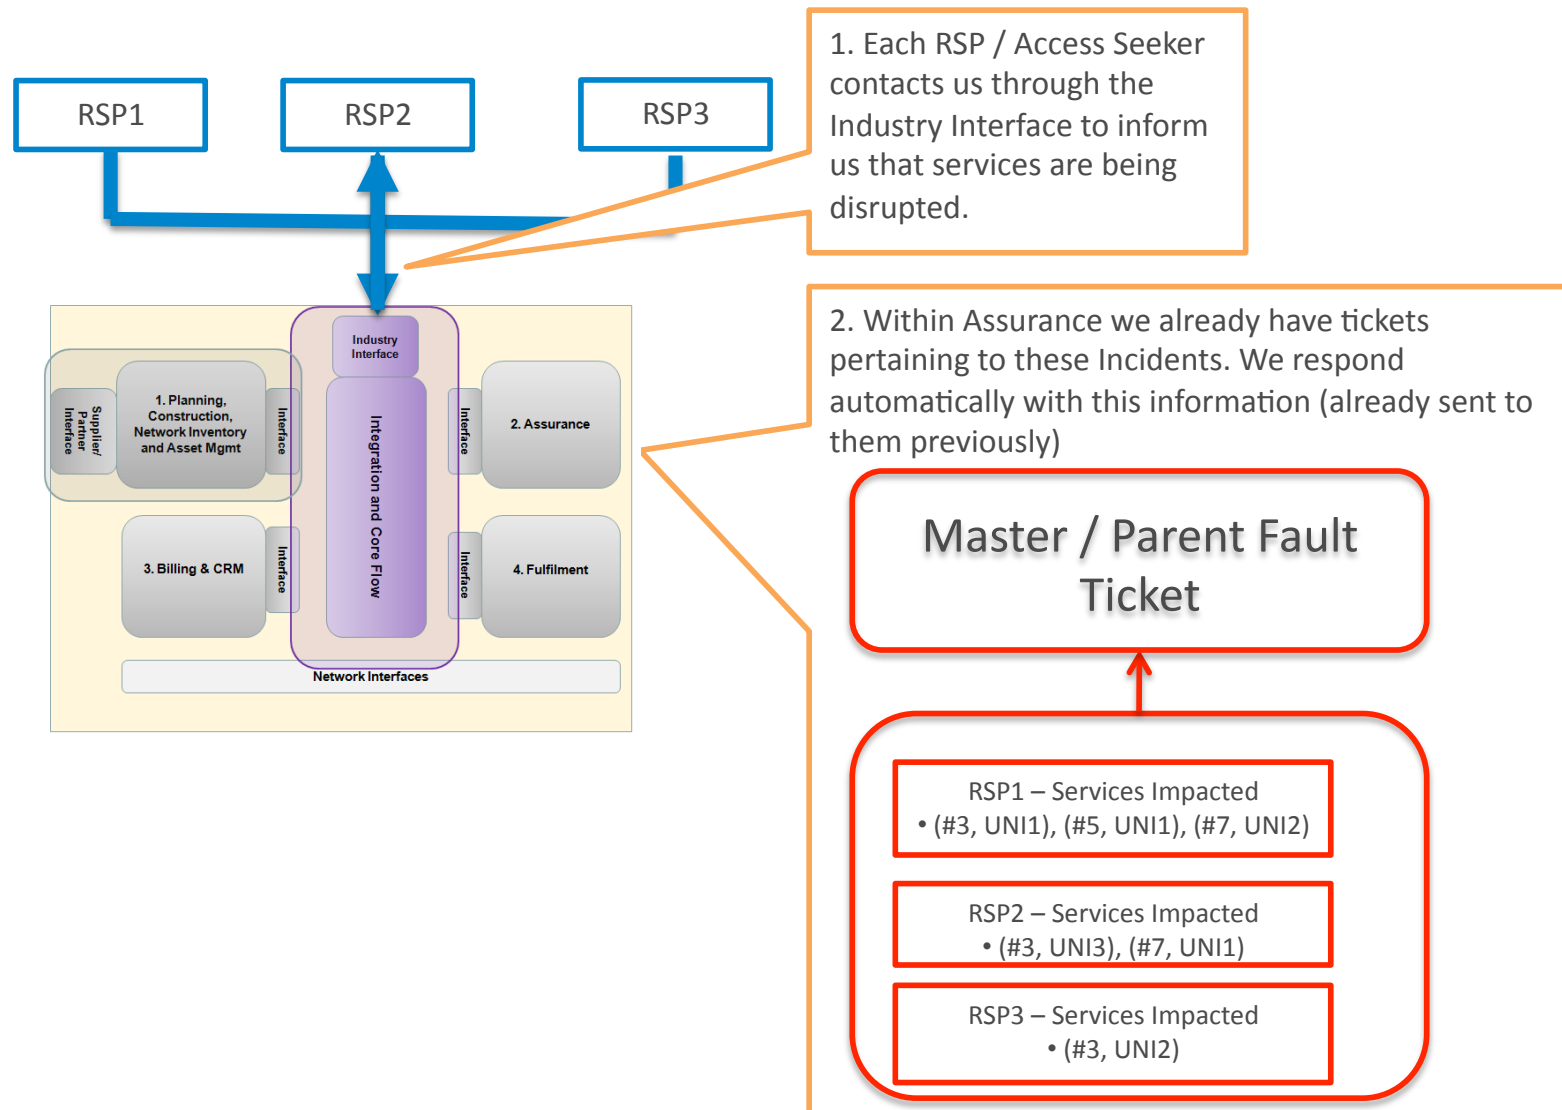 RSP1
RSP2
RSP3
1. Each RSP / Access Seeker
contacts us through the
Industry Interface to inform
us that services are being
disrupted.
2. Within Assurance we already have tickets
pertaining to these Incidents. We respond
automatically with this information (already sent to
them previously)
Industry
Interface
Supplier/
Partner
Interface
1. Planning,
Construction,
Network Inventory
and Asset Mgmt
Interface
Integration and Core Flow
Interface
2. Assurance
3. Billing & CRM
Interface
Interface
4. Fulfilment
Network Interfaces
Master / Parent Fault
Ticket
RSP1 – Services Impacted
• (#3, UNI1), (#5, UNI1), (#7, UNI2)
RSP2 – Services Impacted
• (#3, UNI3), (#7, UNI1)
RSP3 – Services Impacted
• (#3, UNI2)